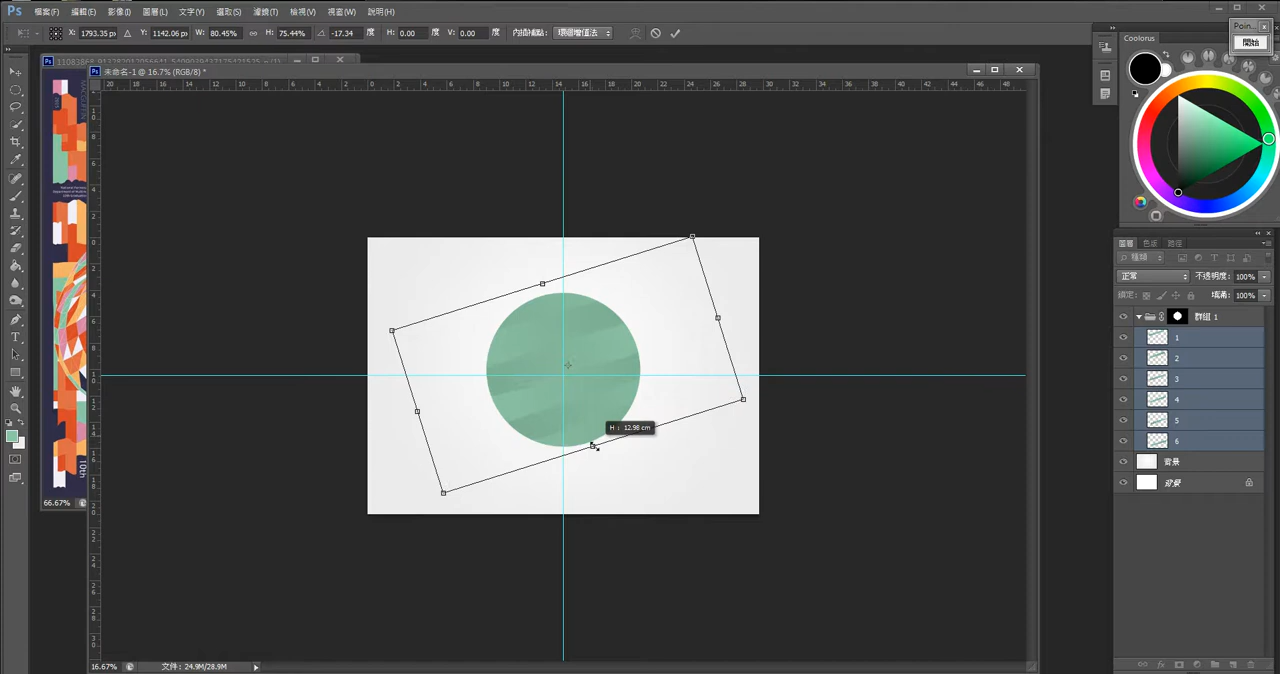 Ps 檔案(F) 編輯(E) 影像(I) 圖層(L) 文字(Y) 選取(S) 濾鏡(T) 檢視(V) 視窗(W) 說明(H)
X: 1793.35 pi Y: 1142.06 pi W: 80.45% H: 75.44% -17.34 度 H: 0.00 度 V: 0.00 度 內插補點: 環迴增值法
Poin...
開始
Coolorus
未命名-1 @ 16.7% (RGB/8) *
H: 12.98 cm
圖層 色版 路徑
種類
正常 不透明度: 100%
鎖定: 填滿: 100%
群組 1
1
2
3
4
5
6
背景
背景
10th
66.67%
16.67% 文件: 24.9M/28.9M